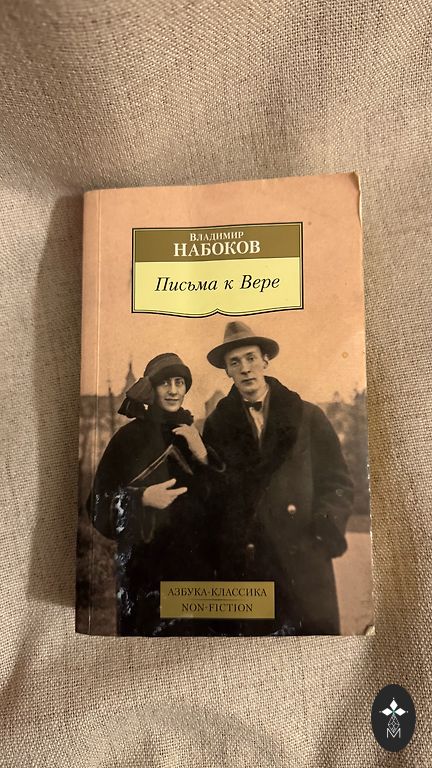 Владимир
НАБОКОВ
Письма к Вере
АЗБУКА-КЛАССИКА
NON-FICTION